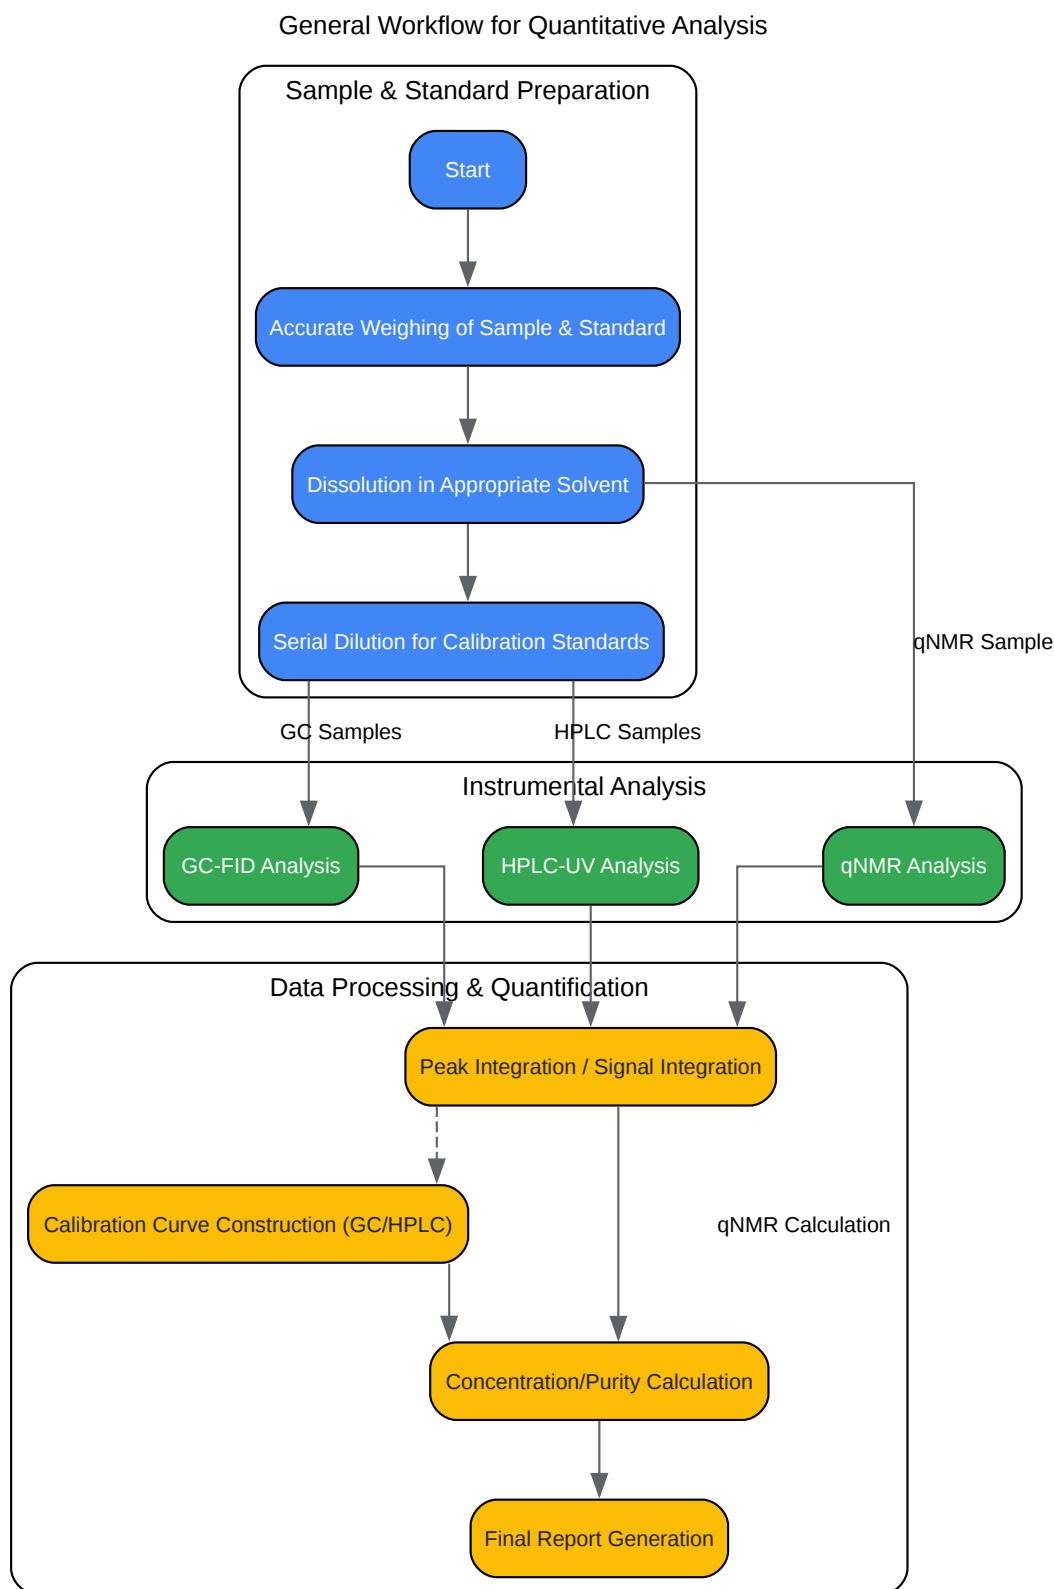 General Workflow for Quantitative Analysis
Sample & Standard Preparation
Start
Accurate Weighing of Sample & Standard
Dissolution in Appropriate Solvent
Serial Dilution for Calibration Standards
qNMR Sample
GC Samples
HPLC Samples
Instrumental Analysis
GC-FID Analysis
HPLC-UV Analysis
qNMR Analysis
Data Processing & Quantification
Peak Integration / Signal Integration
Calibration Curve Construction (GC/HPLC)
qNMR Calculation
Concentration/Purity Calculation
Final Report Generation